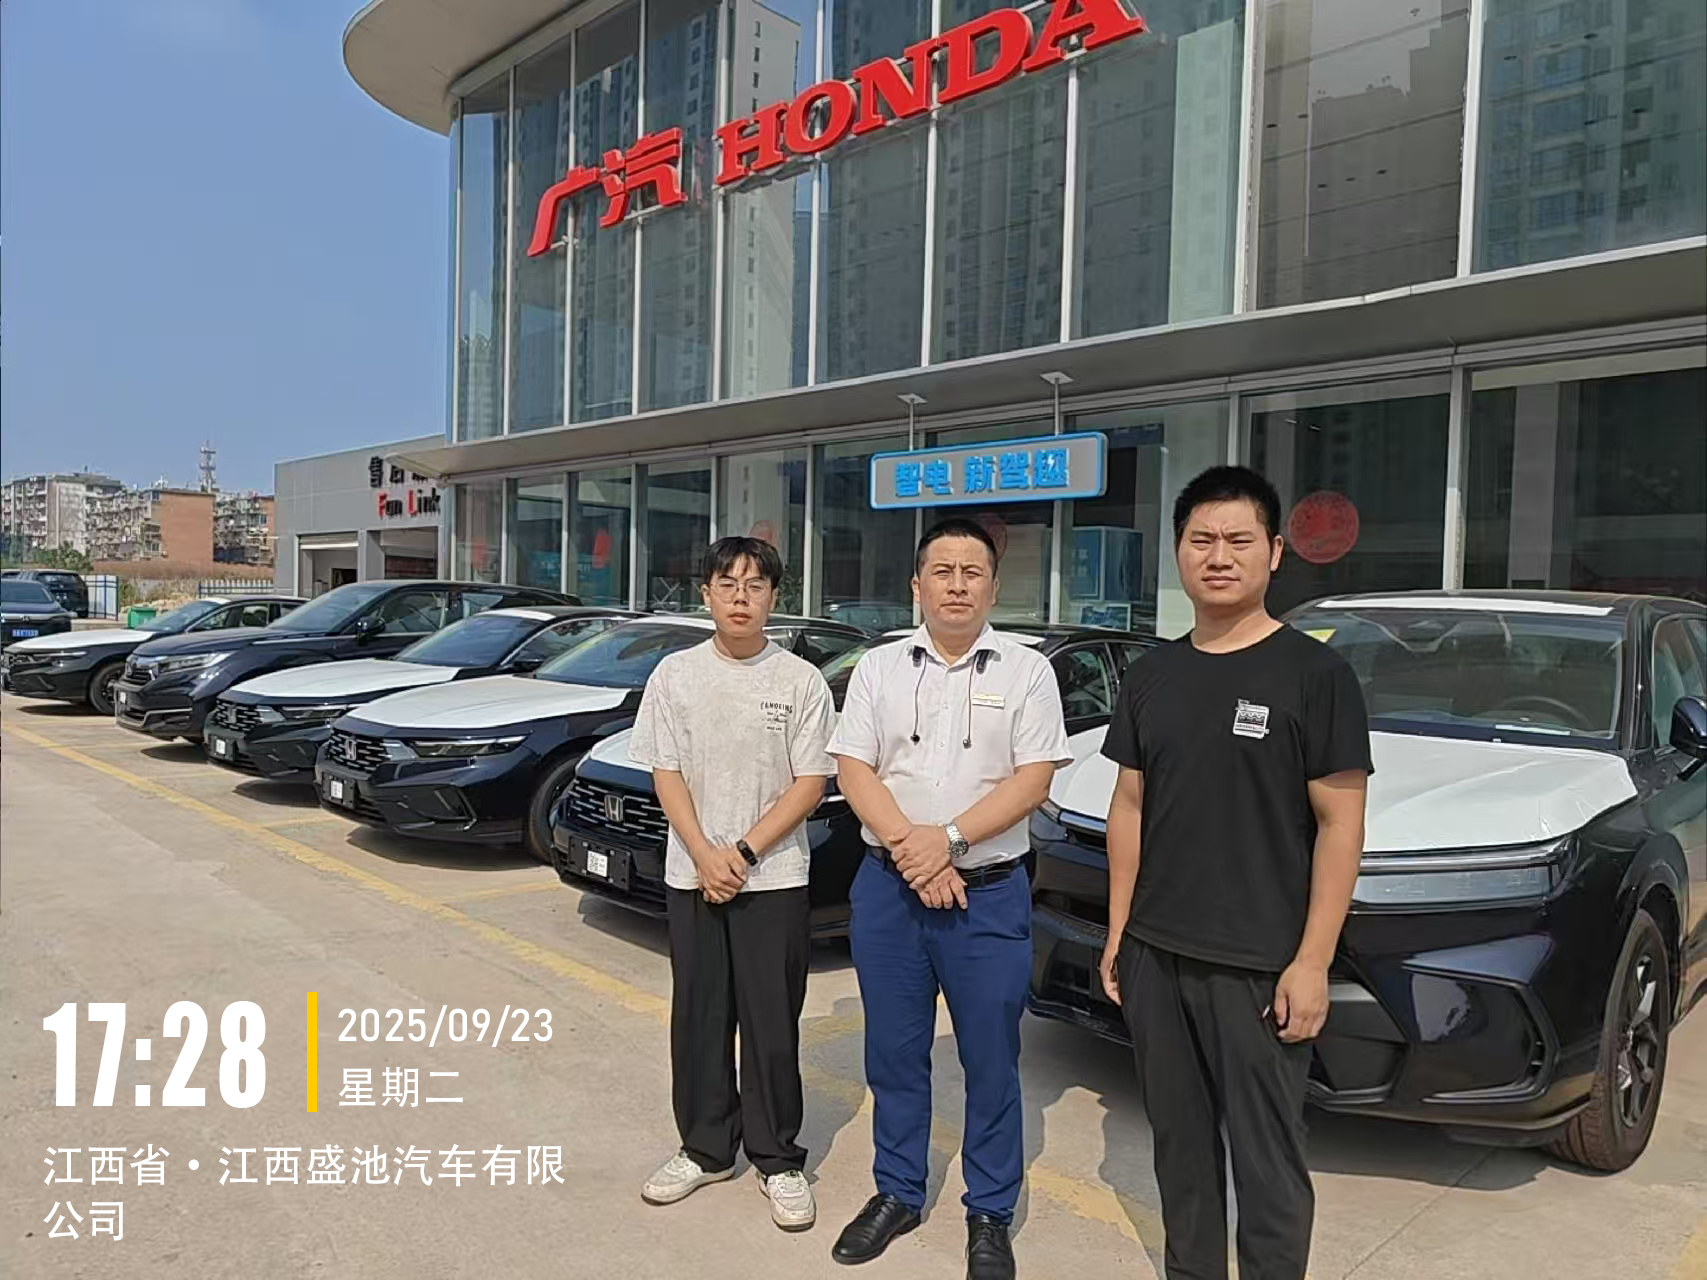 广汽 HONDA
智电 新驾趣
Fun Link
17:28
2025/09/23
星期二
江西省·江西盛池汽车有限
公司